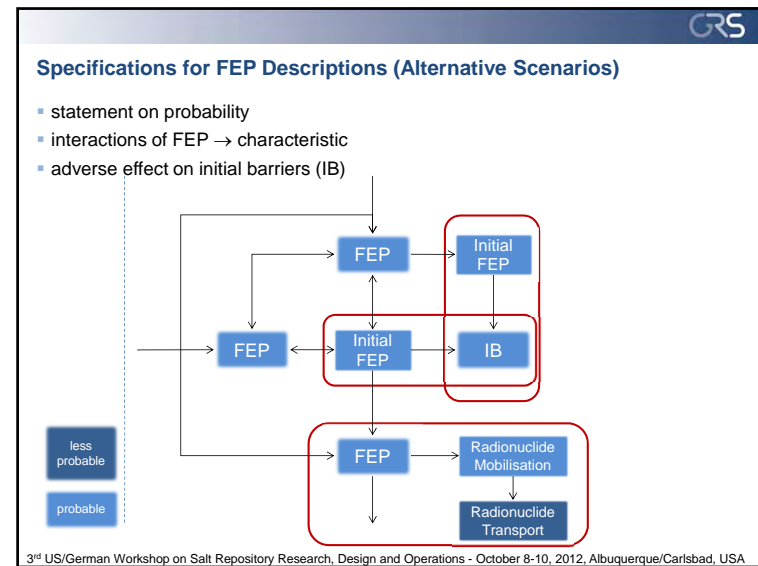 GRS
Specifications for FEP Descriptions (Alternative Scenarios)
statement on probability
interactions of FEP → characteristic
adverse effect on initial barriers (IB)
FEP
Initial
FEP
FEP
Initial
FEP
IB
less
probable
FEP
Radionuclide
Mobilisation
probable
Radionuclide
Transport
3rd US/German Workshop on Salt Repository Research, Design and Operations - October 8-10, 2012, Albuquerque/Carlsbad, USA